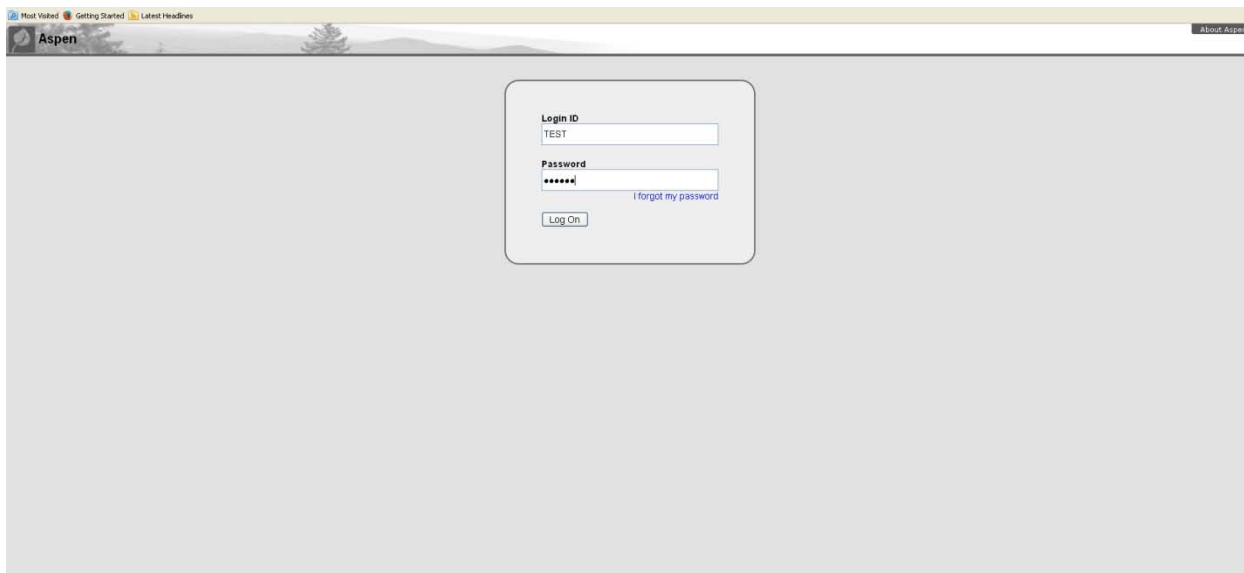 Most Visited Getting Started Latest Headlines
Aspen
About Aspen
Login ID
TEST
Password
••••••
I forgot my password
Log On